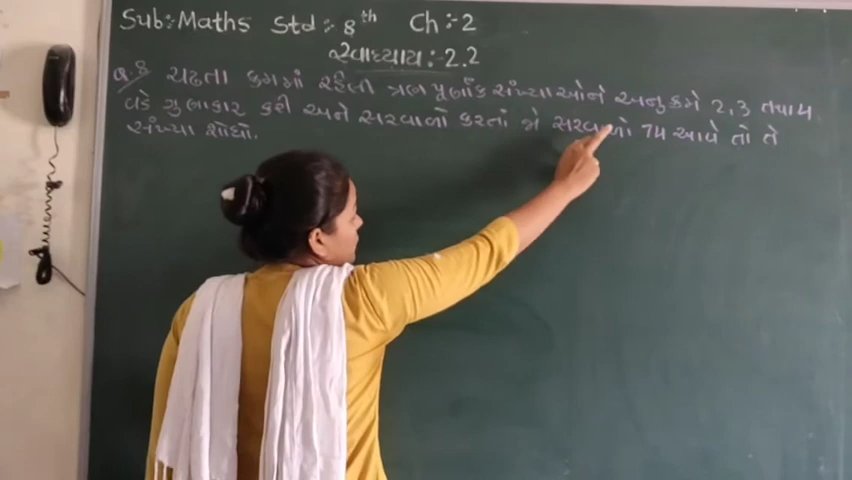 Sub:-Maths Std:- 8th Ch:-2
સ્વાધ્યાય:-2.2
Q.8 ચઢતા ક્રમમાં રહેલી ત્રણ પૂર્ણાંક સંખ્યાઓને અનુક્રમે 2,3 તથા 4
વડે ગુણાકાર કરી અને સરવાળો કરતાં જો સરવાળો 74 આવે તો તે
સંખ્યા શોધો.